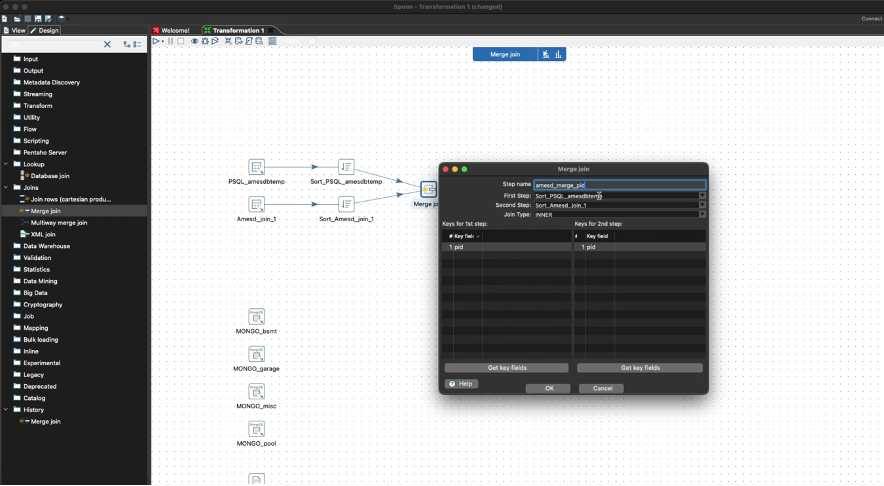 Spoon - Transformation 1 (changed)
Connect
View
Design
Welcome!
Transformation 1
Input
Output
Metadata Discovery
Streaming
Transform
Utility
Flow
Scripting
Pentaho Server
Lookup
Database join
Joins
Join rows (cartesian produ...
Merge join
Multiway merge join
XML join
Data Warehouse
Validation
Statistics
Data Mining
Big Data
Cryptography
Job
Mapping
Bulk loading
Inline
Experimental
Legacy
Deprecated
Catalog
History
Merge join
Merge join
PSQL_amesdbtemp
Sort_PSQL_amesdbtemp
Merge jo
Amesd_join_1
Sort_Amesd_join_1
MONGO_bsmt
MONGO_garage
MONGO_misc
MONGO_pool
Merge join
Step name
amesd_merge_pid
First Step:
Sort_PSQL_amesdbtemp
Second Step:
Sort_Amesd_join_1
Join Type:
INNER
Keys for 1st step:
Keys for 2nd step:
# Key fielc
# Key field
1 pid
1 pid
Get key fields
Get key fields
? Help
OK
Cancel